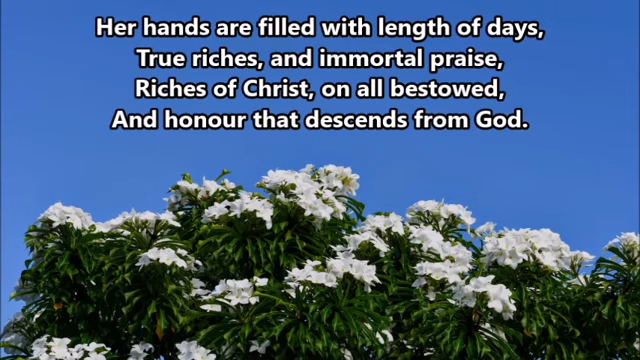 Her hands are filled with length of days,
True riches, and immortal praise,
Riches of Christ, on all bestowed,
And honour that descends from God.